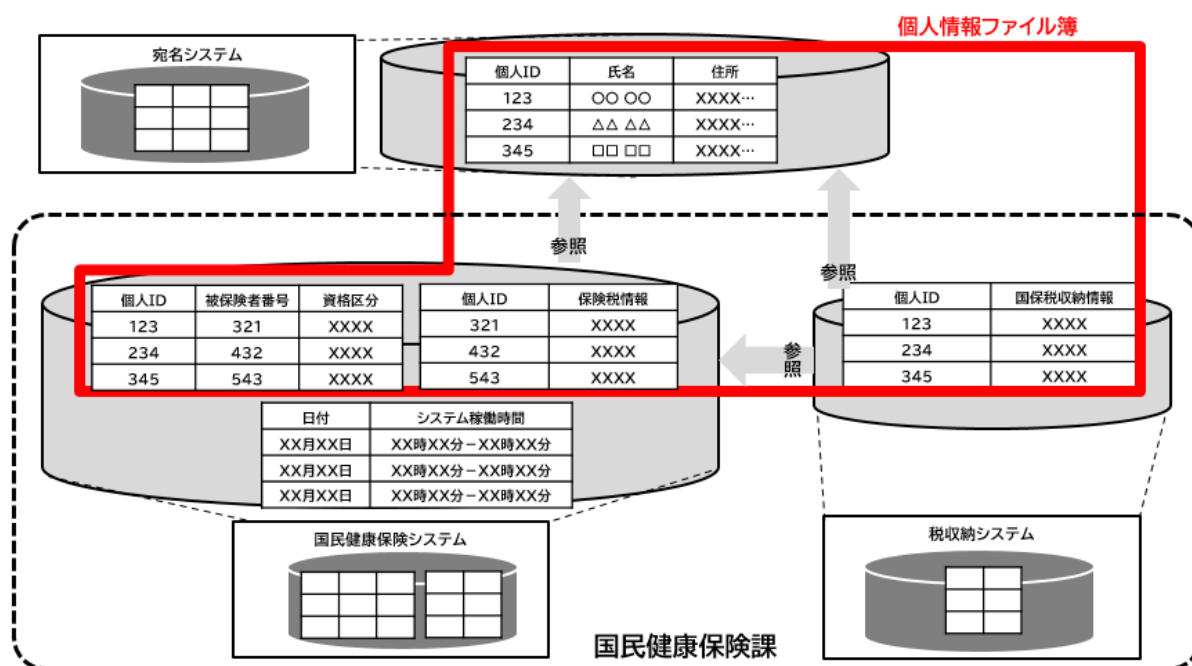 個人情報ファイル簿
宛名システム
個人ID 氏名 住所
123 〇〇 〇〇 XXXX…
234 △△ △△ XXXX…
345 □□ □□ XXXX…
参照
参照
個人ID 被保険者番号 資格区分
123 321 XXXX
234 432 XXXX
345 543 XXXX
個人ID 保険税情報
321 XXXX
432 XXXX
543 XXXX
参照
個人ID 国保税収納情報
123 XXXX
234 XXXX
345 XXXX
日付 システム稼働時間
XX月XX日 XX時XX分－XX時XX分
XX月XX日 XX時XX分－XX時XX分
XX月XX日 XX時XX分－XX時XX分
国民健康保険システム
税収納システム
国民健康保険課